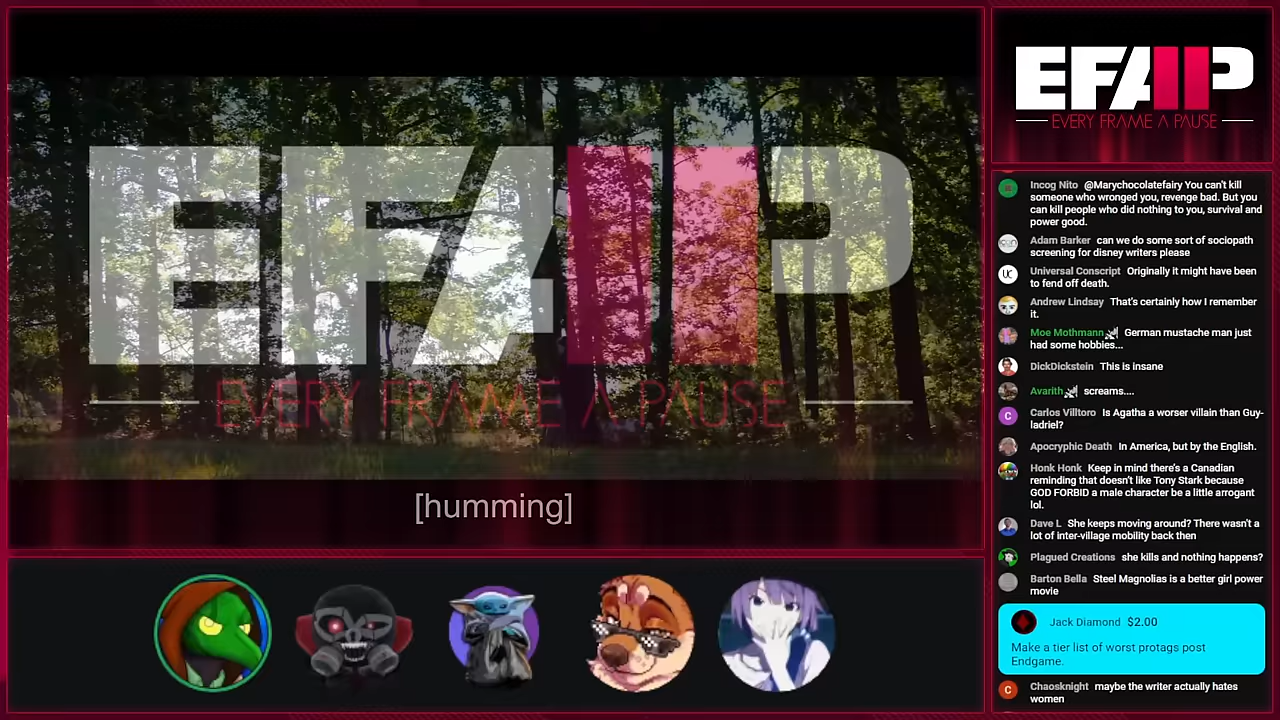 EFAP
EVERY FRAME A PAUSE
[humming]
EFAP
EVERY FRAME A PAUSE
Incog Nito @Marychocolatefairy You can't kill
someone who wronged you, revenge bad. But you
can kill people who did nothing to you, survival and
power good.
Adam Barker can we do some sort of sociopath
screening for disney writers please
UC
Universal Conscript Originally it might have been
to fend off death.
Andrew Lindsay That's certainly how I remember
it.
Moe Mothmann German mustache man just
had some hobbies...
DickDickstein This is insane
Avarith screams....
C
Carlos Villtoro Is Agatha a worser villain than Guy-
ladriel?
Apocryphic Death In America, but by the English.
Honk Honk Keep in mind there's a Canadian
reminding that doesn't like Tony Stark because
GOD FORBID a male character be a little arrogant
lol.
Dave L She keeps moving around? There wasn't a
lot of inter-village mobility back then
Plagued Creations she kills and nothing happens?
Barton Bella Steel Magnolias is a better girl power
movie
Jack Diamond $2.00
Make a tier list of worst protags post
Endgame.
C
Chaosknight maybe the writer actually hates
women